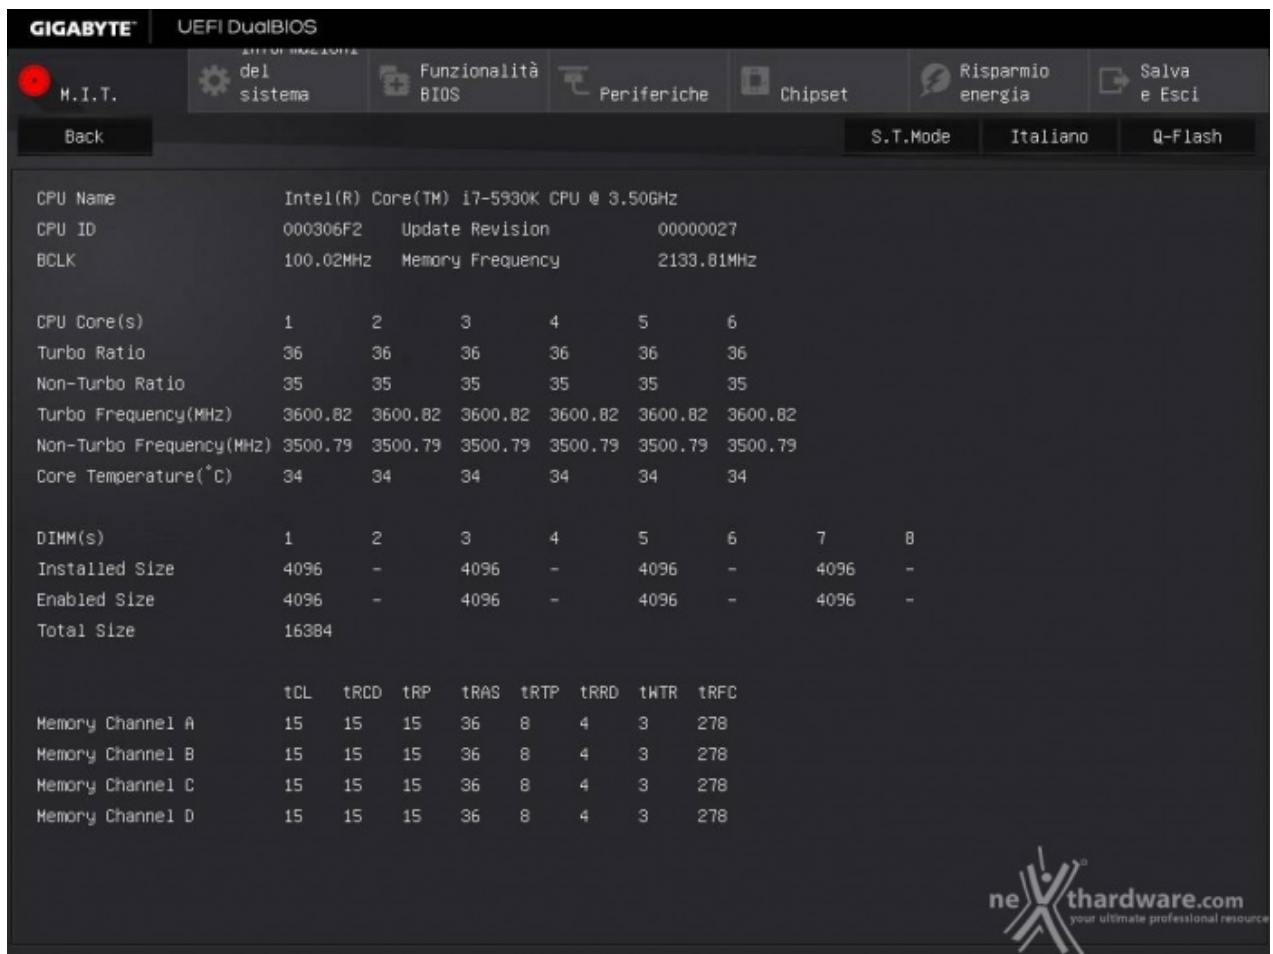 GIGABYTE UEFI DualBIOS
M.I.T. Informazioni del sistema Funzionalità BIOS Periferiche Chipset Risparmio energia Salva e Esci
Back S.T.Mode Italiano Q-Flash
CPU Name Intel(R) Core(TM) i7-5930K CPU @ 3.50GHz
CPU ID 000306F2 Update Revision 00000027
BCLK 100.02MHz Memory Frequency 2133.81MHz
CPU Core(s) 1 2 3 4 5 6
Turbo Ratio 36 36 36 36 36 36
Non-Turbo Ratio 35 35 35 35 35 35
Turbo Frequency(MHz) 3600.82 3600.82 3600.82 3600.82 3600.82 3600.82
Non-Turbo Frequency(MHz) 3500.79 3500.79 3500.79 3500.79 3500.79 3500.79
Core Temperature(°C) 34 34 34 34 34 34
DIMM(s) 1 2 3 4 5 6 7 8
Installed Size 4096 - 4096 - 4096 - 4096 -
Enabled Size 4096 - 4096 - 4096 - 4096 -
Total Size 16384
tCL tRCD tRP tRAS tRTP tRRD tWTR tRFC
Memory Channel A 15 15 15 36 8 4 3 278
Memory Channel B 15 15 15 36 8 4 3 278
Memory Channel C 15 15 15 36 8 4 3 278
Memory Channel D 15 15 15 36 8 4 3 278
nexthardware.com
your ultimate professional resource